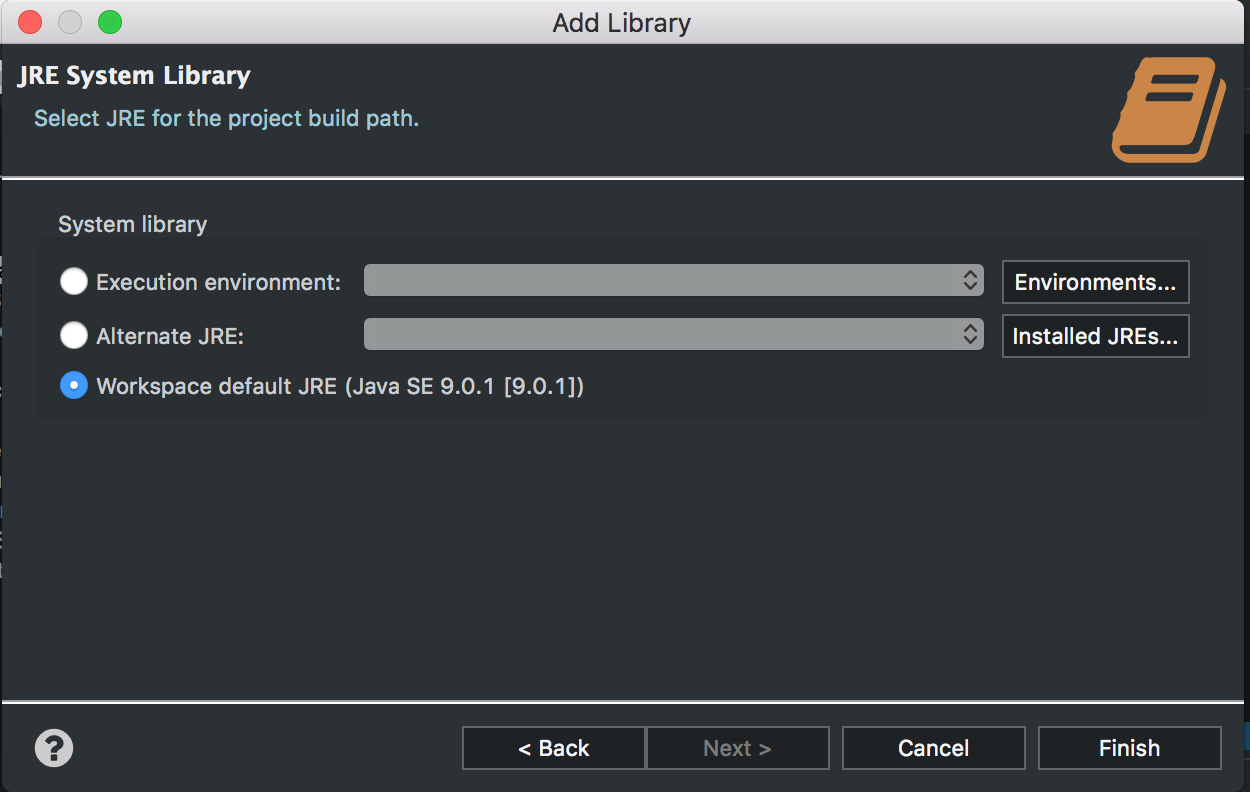 Add Library
JRE System Library
Select JRE for the project build path.
System library
Execution environment:
Environments...
Alternate JRE:
Installed JREs...
Workspace default JRE (Java SE 9.0.1 [9.0.1])
?
< Back
Next >
Cancel
Finish